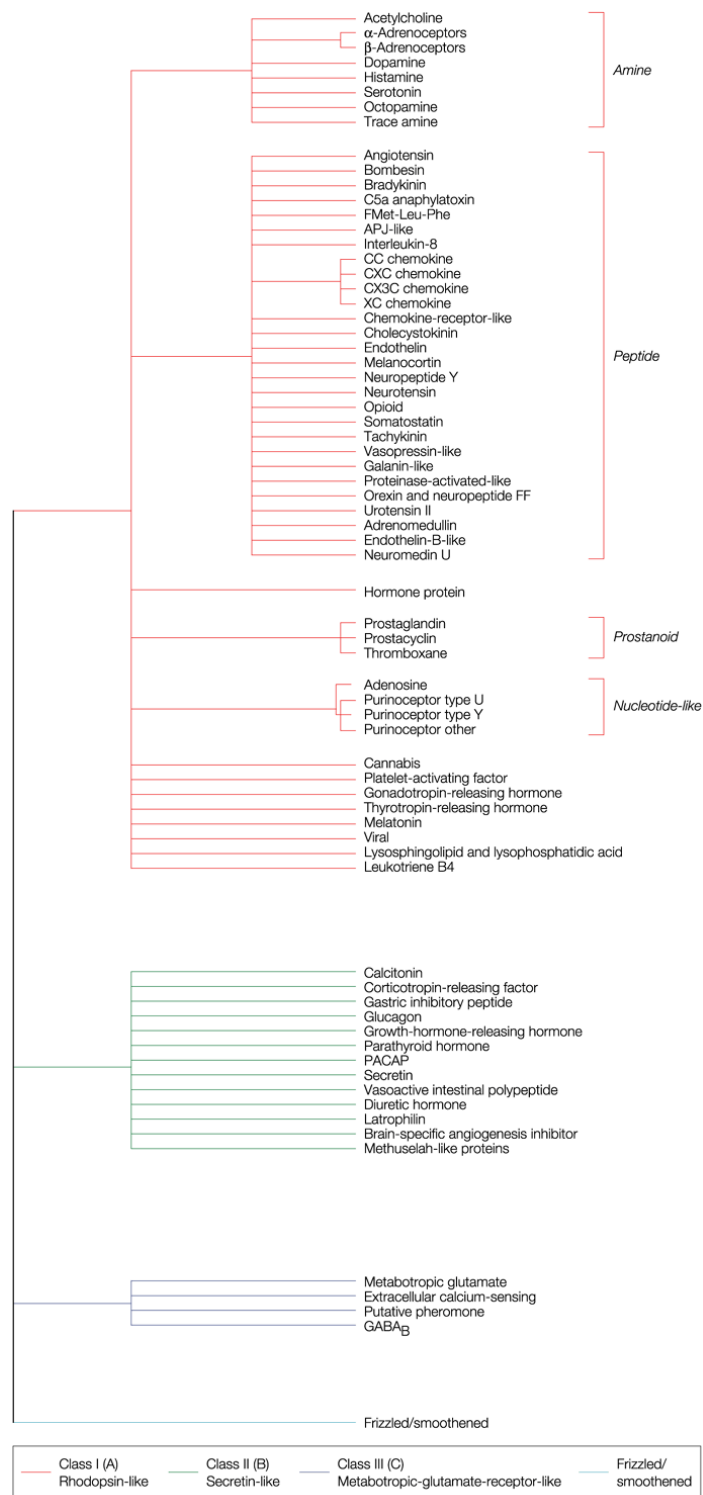 Acetylcholine
α-Adrenoceptors
β-Adrenoceptors
Dopamine
Histamine
Serotonin
Octopamine
Trace amine
Amine
Angiotensin
Bombesin
Bradykinin
C5a anaphylatoxin
FMet-Leu-Phe
APJ-like
Interleukin-8
CC chemokine
CXC chemokine
CX3C chemokine
XC chemokine
Chemokine-receptor-like
Cholecystokinin
Endothelin
Melanocortin
Neuropeptide Y
Neurotensin
Opioid
Somatostatin
Tachykinin
Vasopressin-like
Galanin-like
Proteinase-activated-like
Orexin and neuropeptide FF
Urotensin II
Adrenomedullin
Endothelin-B-like
Neuromedin U
Peptide
Hormone protein
Prostaglandin
Prostacyclin
Thromboxane
Prostanoid
Adenosine
Purinoceptor type U
Purinoceptor type Y
Purinoceptor other
Nucleotide-like
Cannabis
Platelet-activating factor
Gonadotropin-releasing hormone
Thyrotropin-releasing hormone
Melatonin
Viral
Lysosphingolipid and lysophosphatidic acid
Leukotriene B4
Calcitonin
Corticotropin-releasing factor
Gastric inhibitory peptide
Glucagon
Growth-hormone-releasing hormone
Parathyroid hormone
PACAP
Secretin
Vasoactive intestinal polypeptide
Diuretic hormone
Latrophilin
Brain-specific angiogenesis inhibitor
Methuselah-like proteins
Metabotropic glutamate
Extracellular calcium-sensing
Putative pheromone
GABAB
Frizzled/smoothened
Class I (A)
Rhodopsin-like
Class II (B)
Secretin-like
Class III (C)
Metabotropic-glutamate-receptor-like
Frizzled/
smoothened